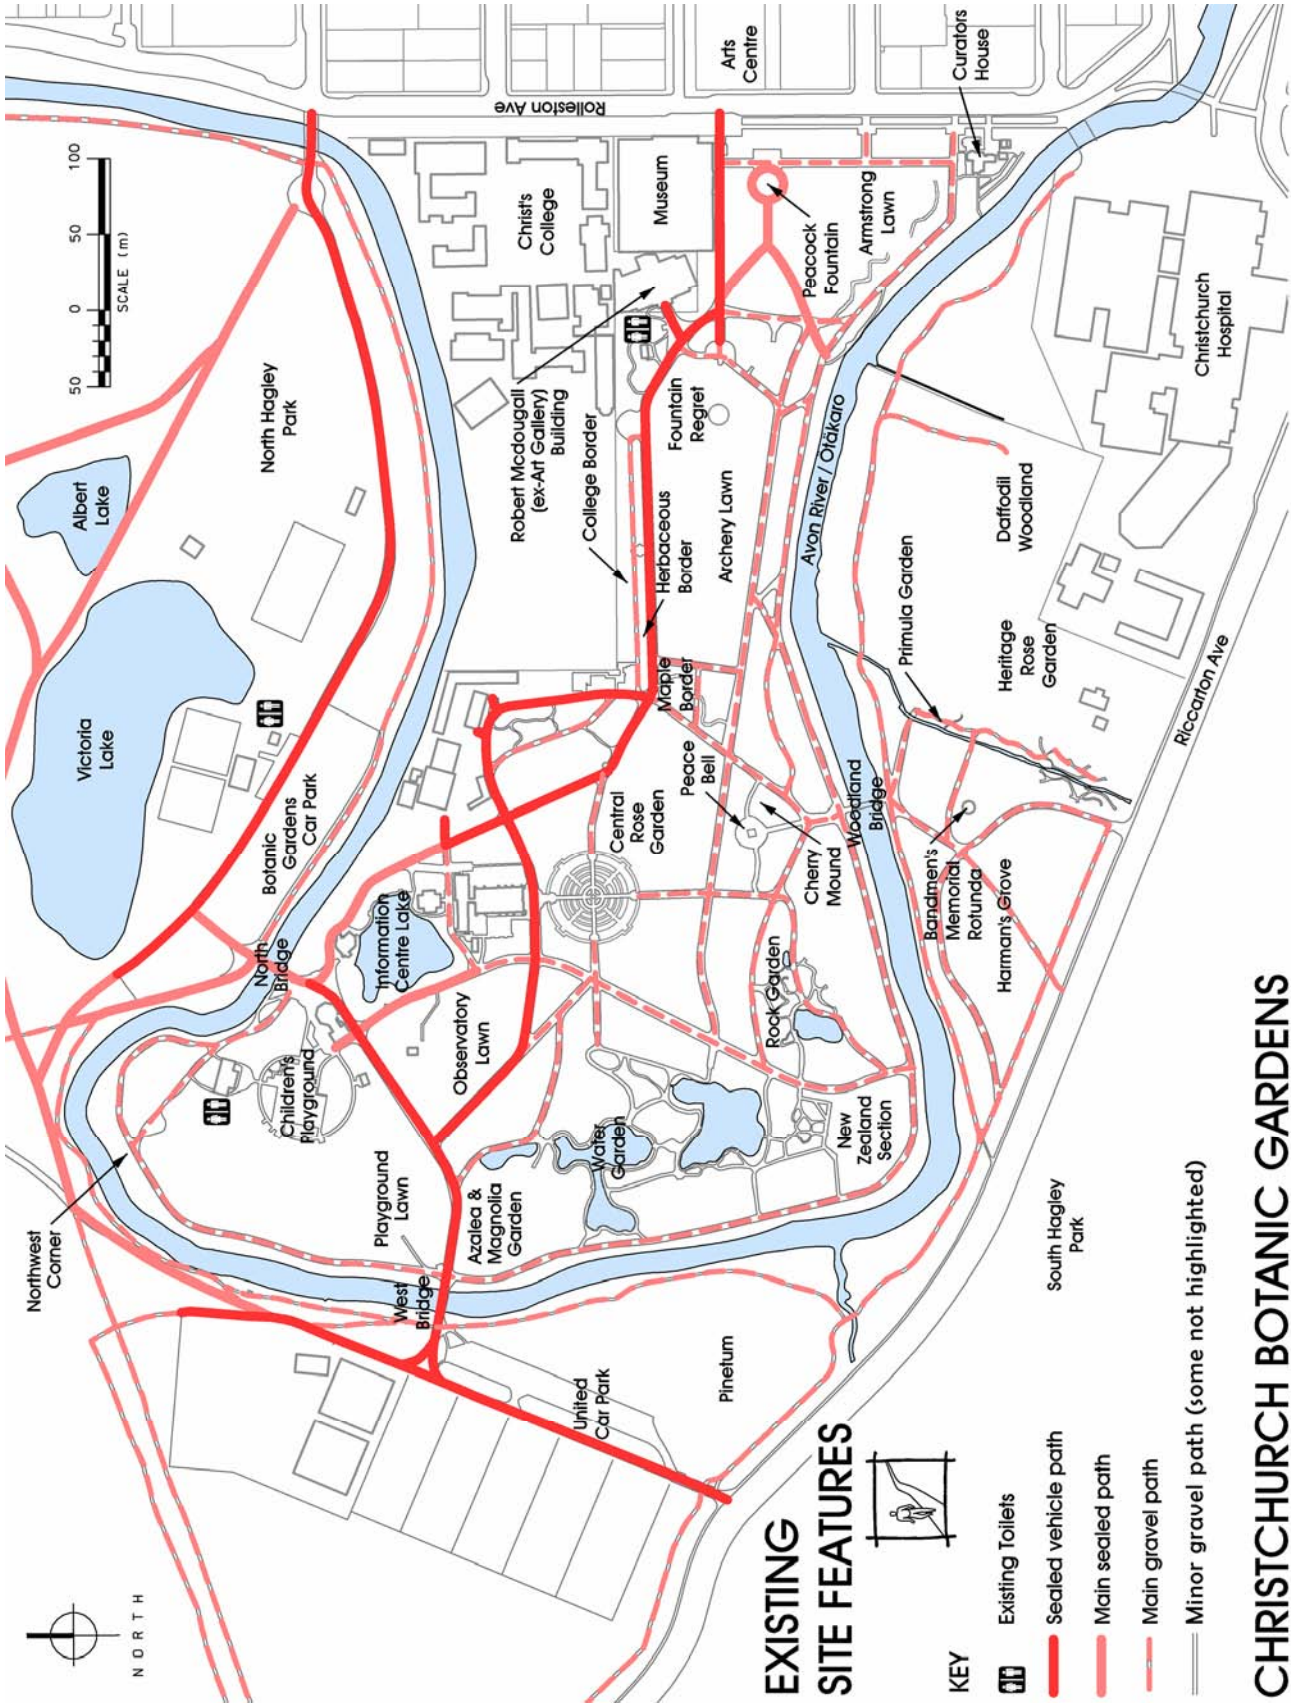 CHRISTCHURCH BOTANIC GARDENS
EXISTING
SITE FEATURES
KEY
Existing Toilets
Sealed vehicle path
Main sealed path
Main gravel path
Minor gravel path (some not highlighted)
NORTH
50 0 50 100
SCALE (m)
Northwest
Corner
Victoria
Lake
Albert
Lake
North Hagley
Park
Botanic
Gardens
Car Park
North
Bridge
Children's
Playground
Information
Centre Lake
Observatory
Lawn
Playground
Lawn
West
Bridge
Azalea &
Magnolia
Garden
Water
Garden
United
Car Park
Pinetum
New
Zealand
Section
Rock Garden
Central
Rose
Garden
Peace
Bell
Cherry
Mound
Woodland
Bridge
Maple
Border
Herbaceous
Border
College Border
Archery Lawn
Fountain
Regret
Robert Mcdougall
(ex-Art Gallery)
Building
Christ's
College
Museum
Rolleston Ave
Arts
Centre
Peacock
Fountain
Armstrong
Lawn
Curators
House
Avon River / Ōtākaro
Christchurch
Hospital
Daffodil
Woodland
Primula Garden
Heritage
Rose
Garden
Bandmen's
Memorial
Rotunda
Harman's Grove
Riccarton Ave
South Hagley
Park